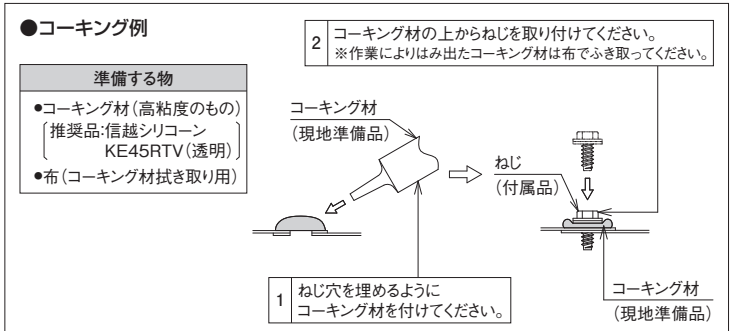 ●コーキング例
準備する物
●コーキング材(高粘度のもの)
推奨品:信越シリコーン
KE45RTV(透明)
●布(コーキング材拭き取り用)
2 コーキング材の上からねじを取り付けてください。
※作業によりはみ出たコーキング材は布でふき取ってください。
コーキング材
(現地準備品)
ねじ
(付属品)
1 ねじ穴を埋めるように
コーキング材を付けてください。
コーキング材
(現地準備品)